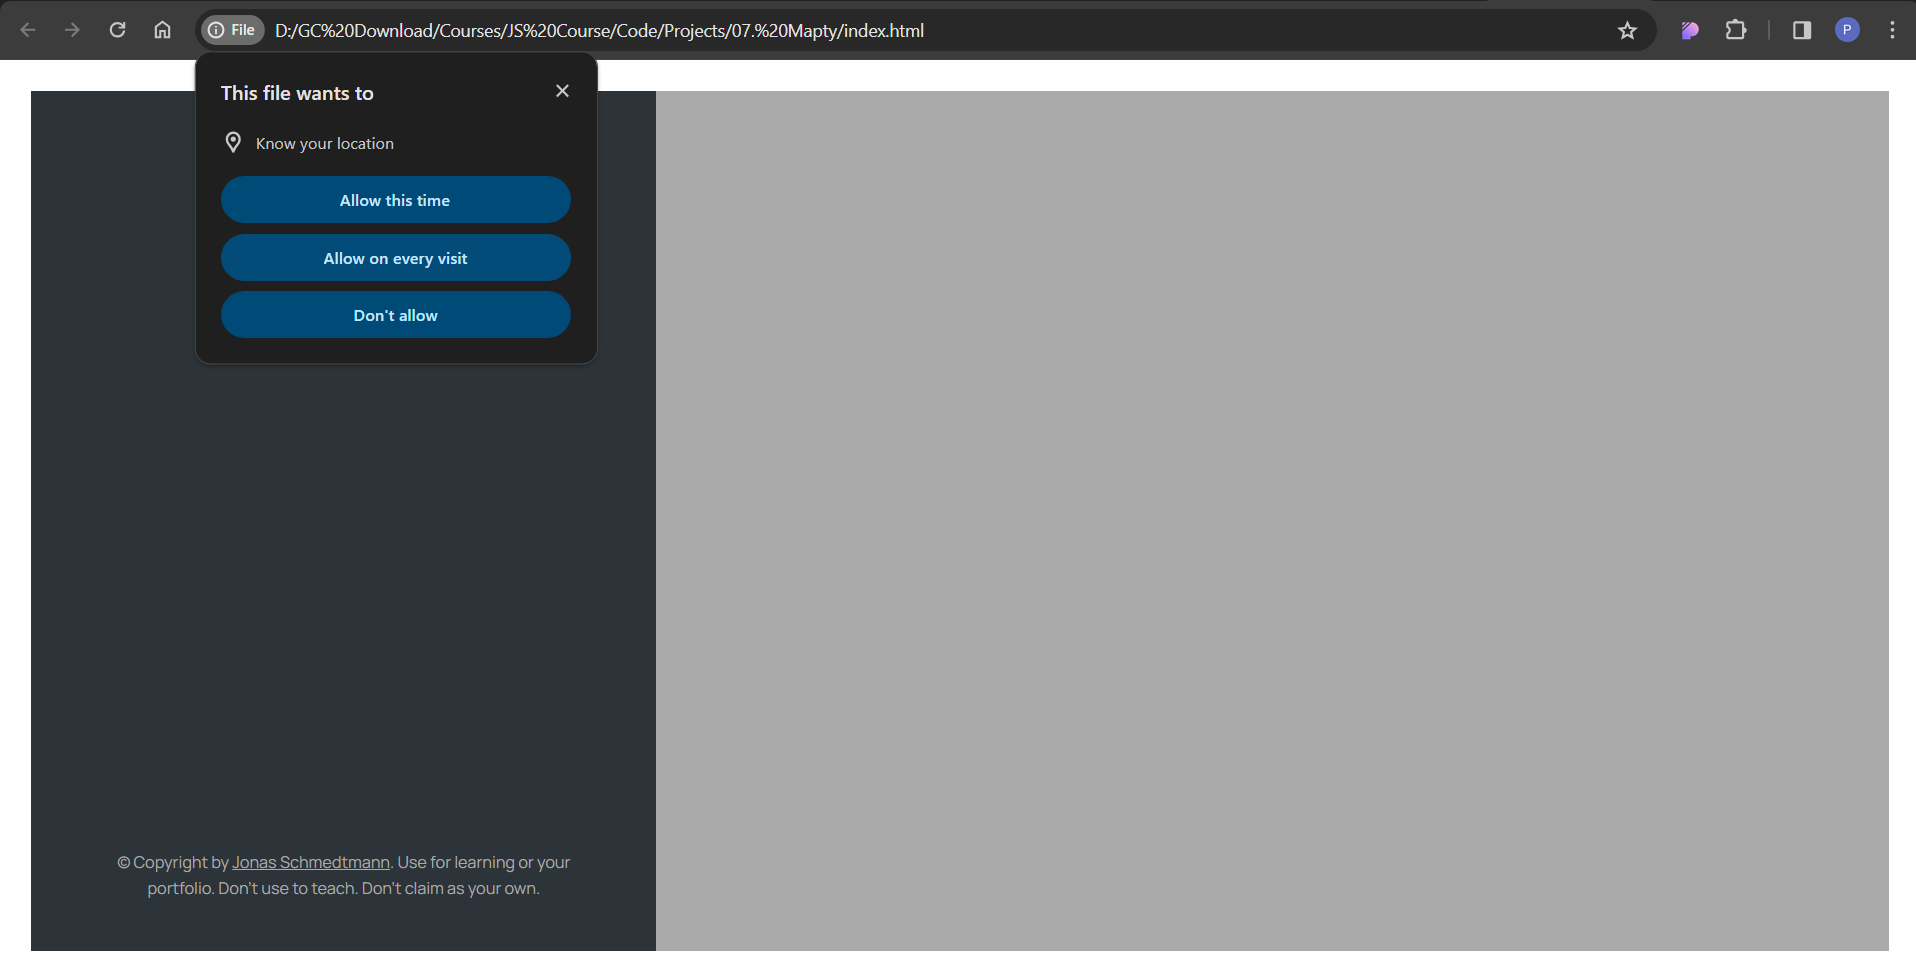 File D:/GC%20Download/Courses/JS%20Course/Code/Projects/07.%20Mapty/index.html
P
This file wants to
Know your location
Allow this time
Allow on every visit
Don't allow
© Copyright by Jonas Schmedtmann. Use for learning or your
portfolio. Don't use to teach. Don't claim as your own.